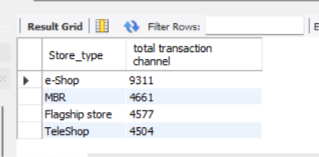 Result Grid Filter Rows: E
Store_type total transaction channel
e-Shop 9311
MBR 4661
Flagship store 4577
TeleShop 4504